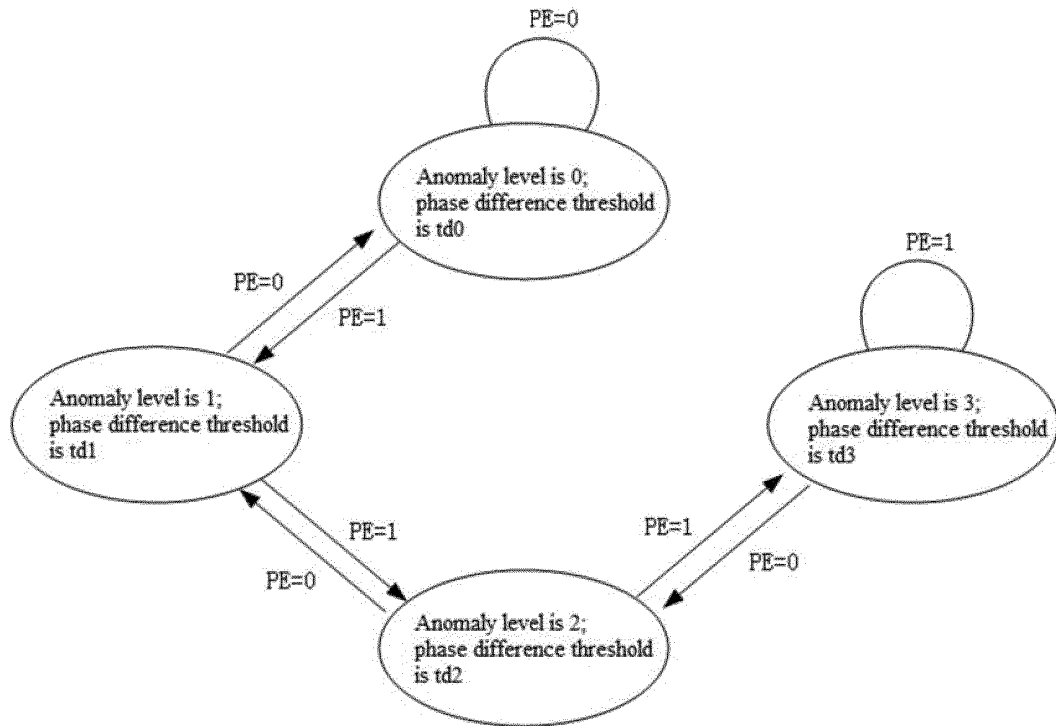 PE=0
Anomaly level is 0;
phase difference threshold
is td0
PE=1
PE=0
PE=1
Anomaly level is 1;
phase difference threshold
is td1
Anomaly level is 3;
phase difference threshold
is td3
PE=1
PE=0
PE=1
PE=0
Anomaly level is 2;
phase difference threshold
is td2